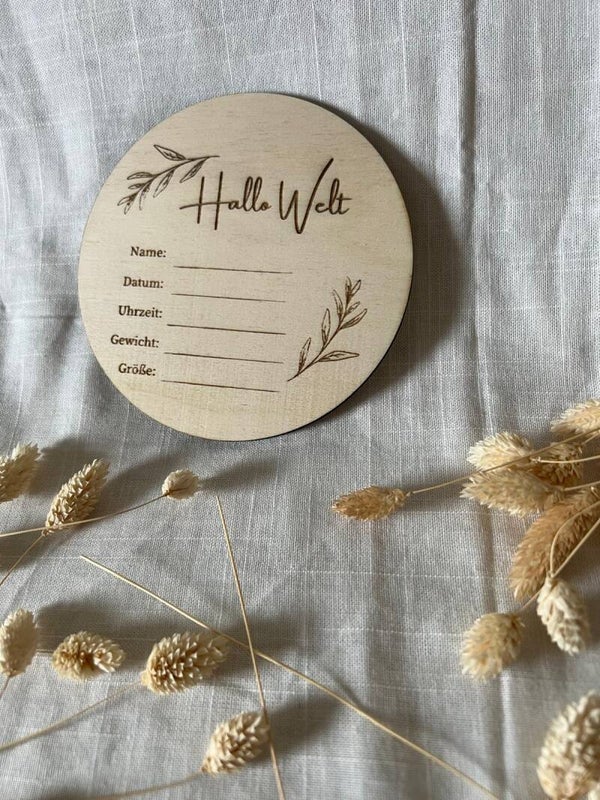 Hallo Welt
Name:
Datum:
Uhrzeit:
Gewicht:
Größe: